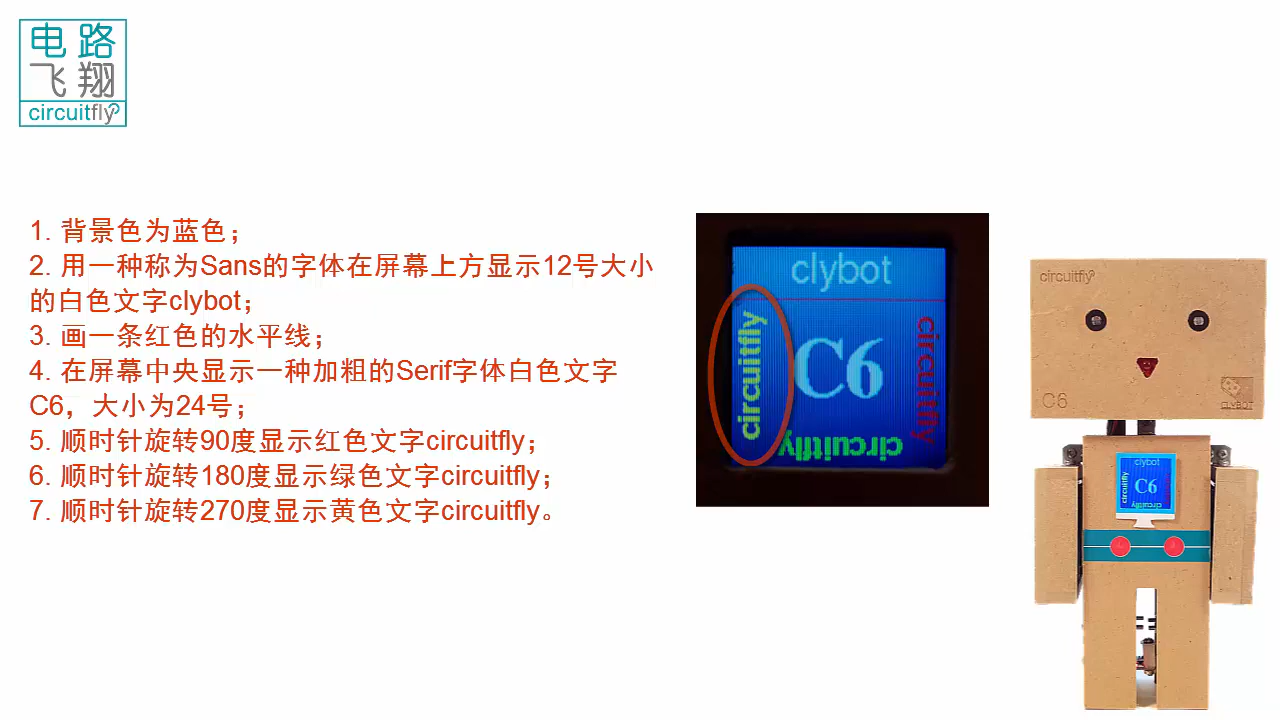 电路
飞翔
circuitfly
1. 背景色为蓝色；
2. 用一种称为Sans的字体在屏幕上方显示12号大小
的白色文字clybot；
3. 画一条红色的水平线；
4. 在屏幕中央显示一种加粗的Serif字体白色文字
C6，大小为24号；
5. 顺时针旋转90度显示红色文字circuitfly；
6. 顺时针旋转180度显示绿色文字circuitfly；
7. 顺时针旋转270度显示黄色文字circuitfly。
clybot
circuitfly
C6
circuitfly
circuitfly
circuitfly
C6
CLYBOT
clybot
circuitfly
C6
circuitfly